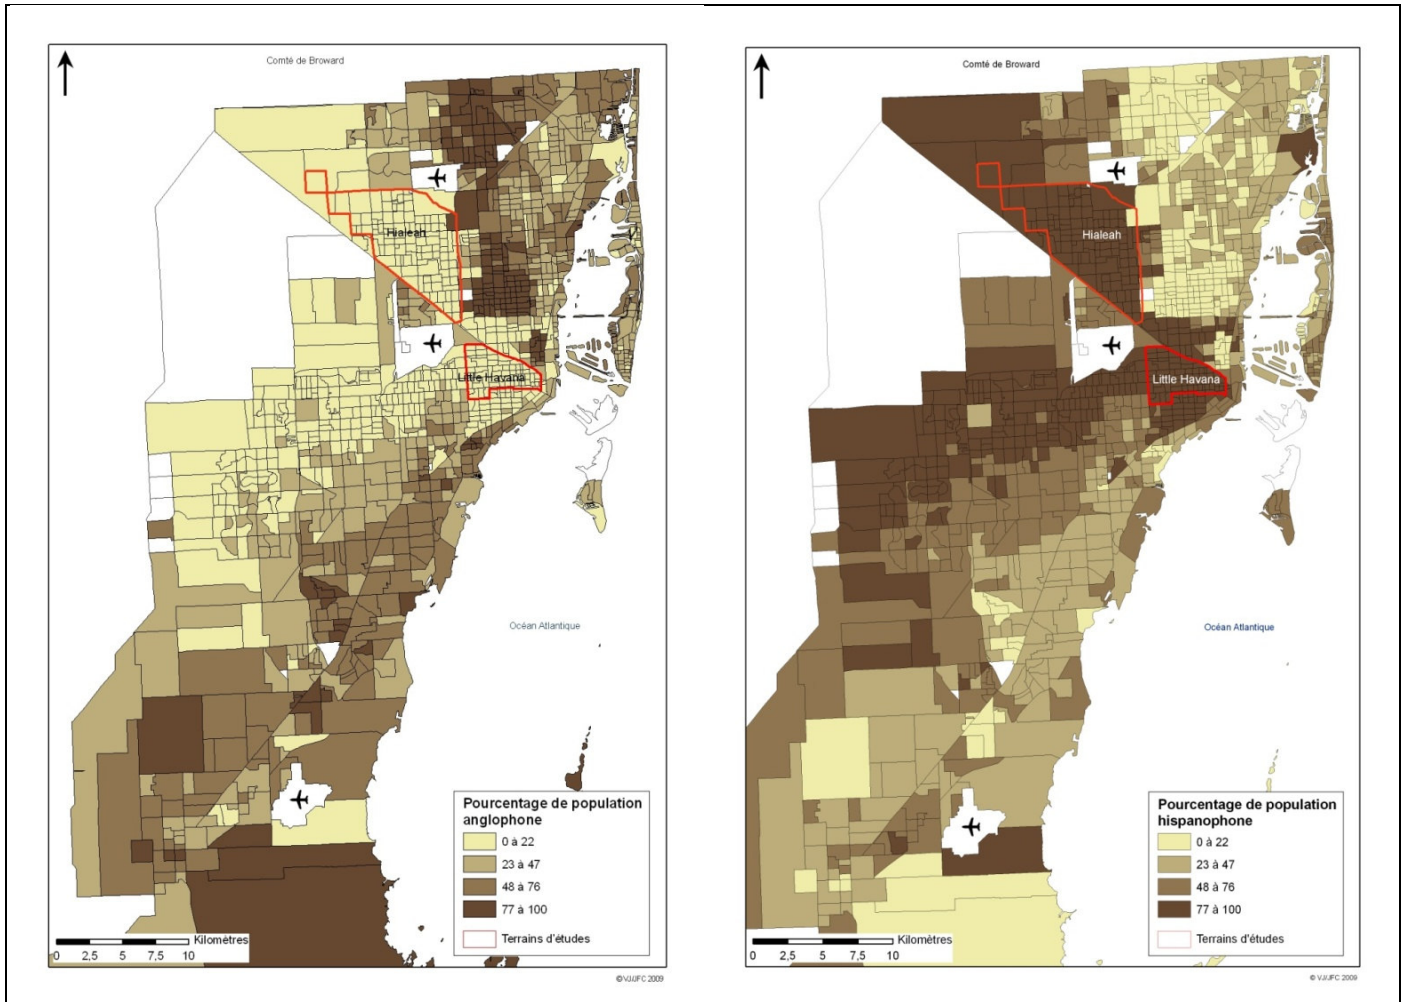 Comté de Broward
Hialeah
Little Havana
Océan Atlantique
Pourcentage de population
anglophone
0 à 22
23 à 47
48 à 76
77 à 100
Terrains d'études
Kilomètres
0 2,5 5 7,5 10
©VJ/JFC 2009
Comté de Broward
Hialeah
Little Havana
Océan Atlantique
Pourcentage de population
hispanophone
0 à 22
23 à 47
48 à 76
77 à 100
Terrains d'études
Kilomètres
0 2,5 5 7,5 10
© VJ/JFC 2009